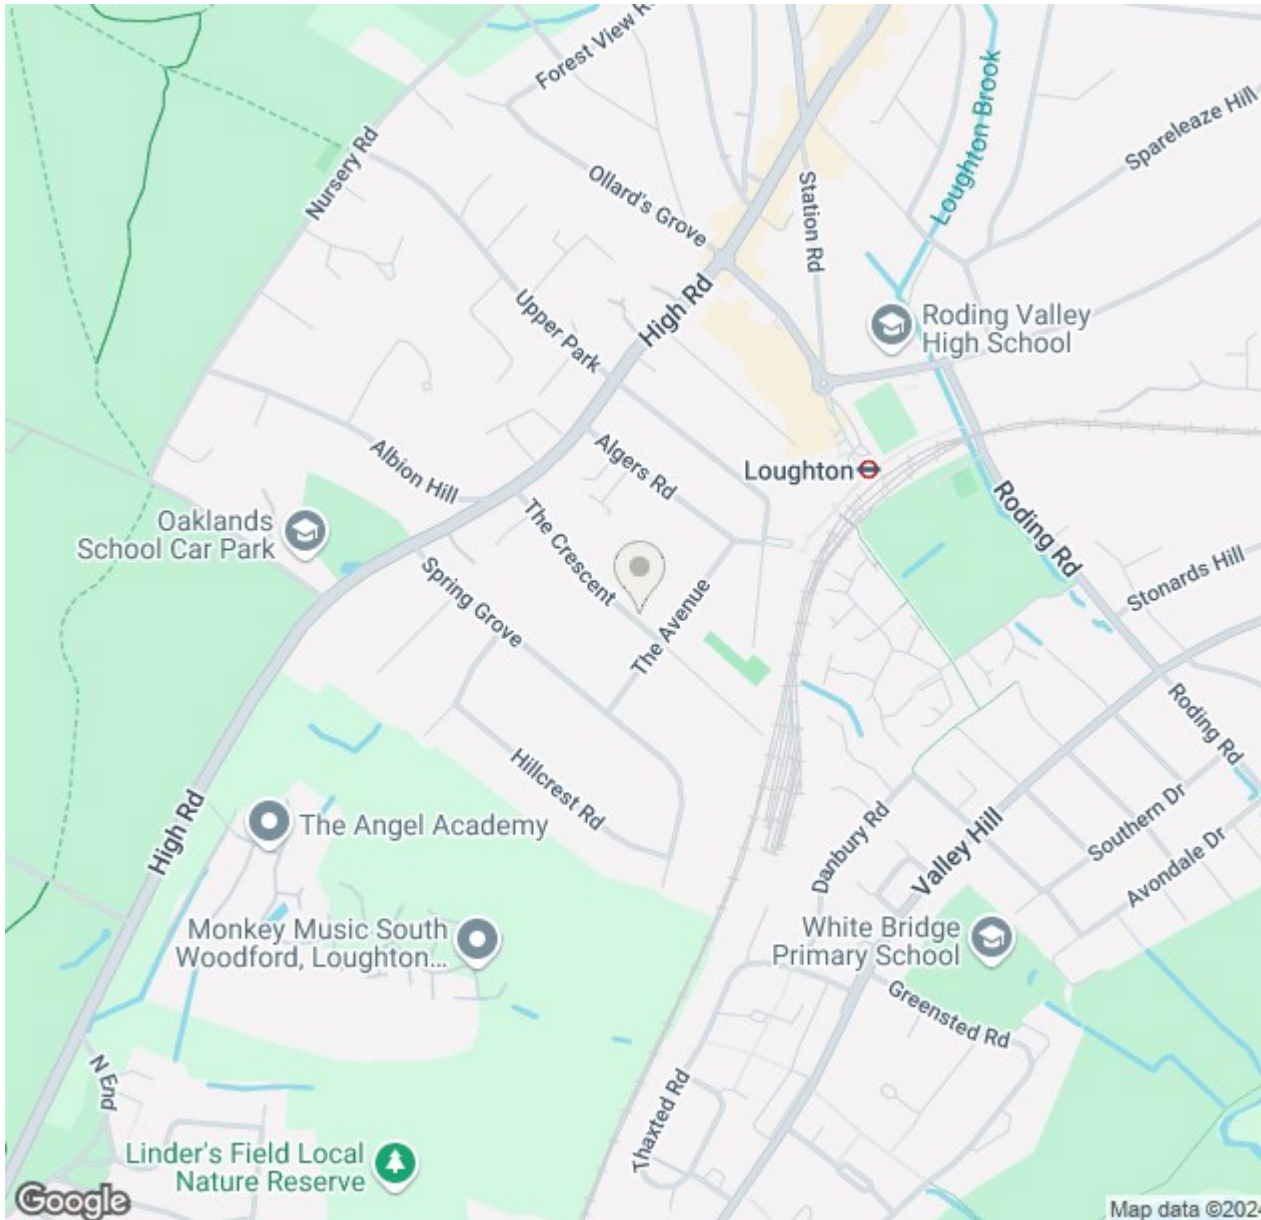 Forest View R
Loughton Brook
Spareleaze Hill
Nursery Rd
Ollard's Grove
Station Rd
High Rd
Upper Park
Roding Valley
High School
Albion Hill
Algers Rd
Loughton
Roding Rd
Oaklands
School Car Park
The Crescent
Spring Grove
Stonards Hill
The Avenue
Roding Rd
Hillcrest Rd
High Rd
The Angel Academy
Danbury Rd
Valley Hill
Southern Dr
Avondale Dr
Monkey Music South
Woodford, Loughton...
White Bridge
Primary School
Greensted Rd
N End
Thaxted Rd
Linder's Field Local
Nature Reserve
Google
Map data ©2024